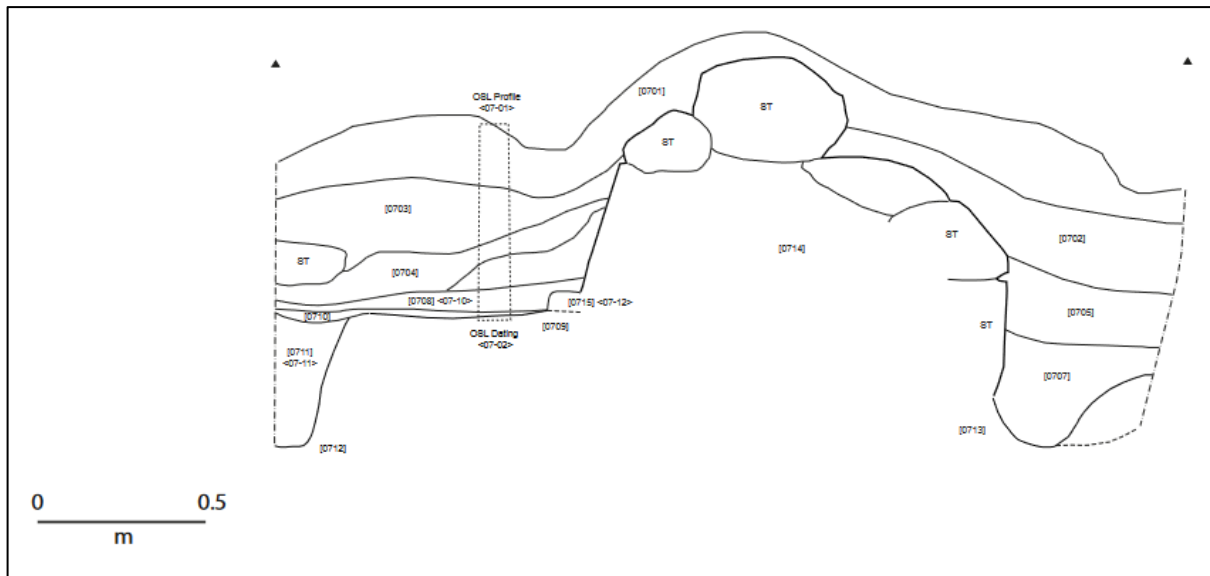 [0701]
OSL Profile
<07-01>
ST
ST
[0703]
[0702]
ST
[0714]
ST
[0704]
[0708] <07-10>
[0715] <07-12>
[0710]
[0709]
ST
[0705]
OSL Dating
<07-02>
[0711]
<07-11>
[0707]
[0713]
[0712]
0 0.5
m